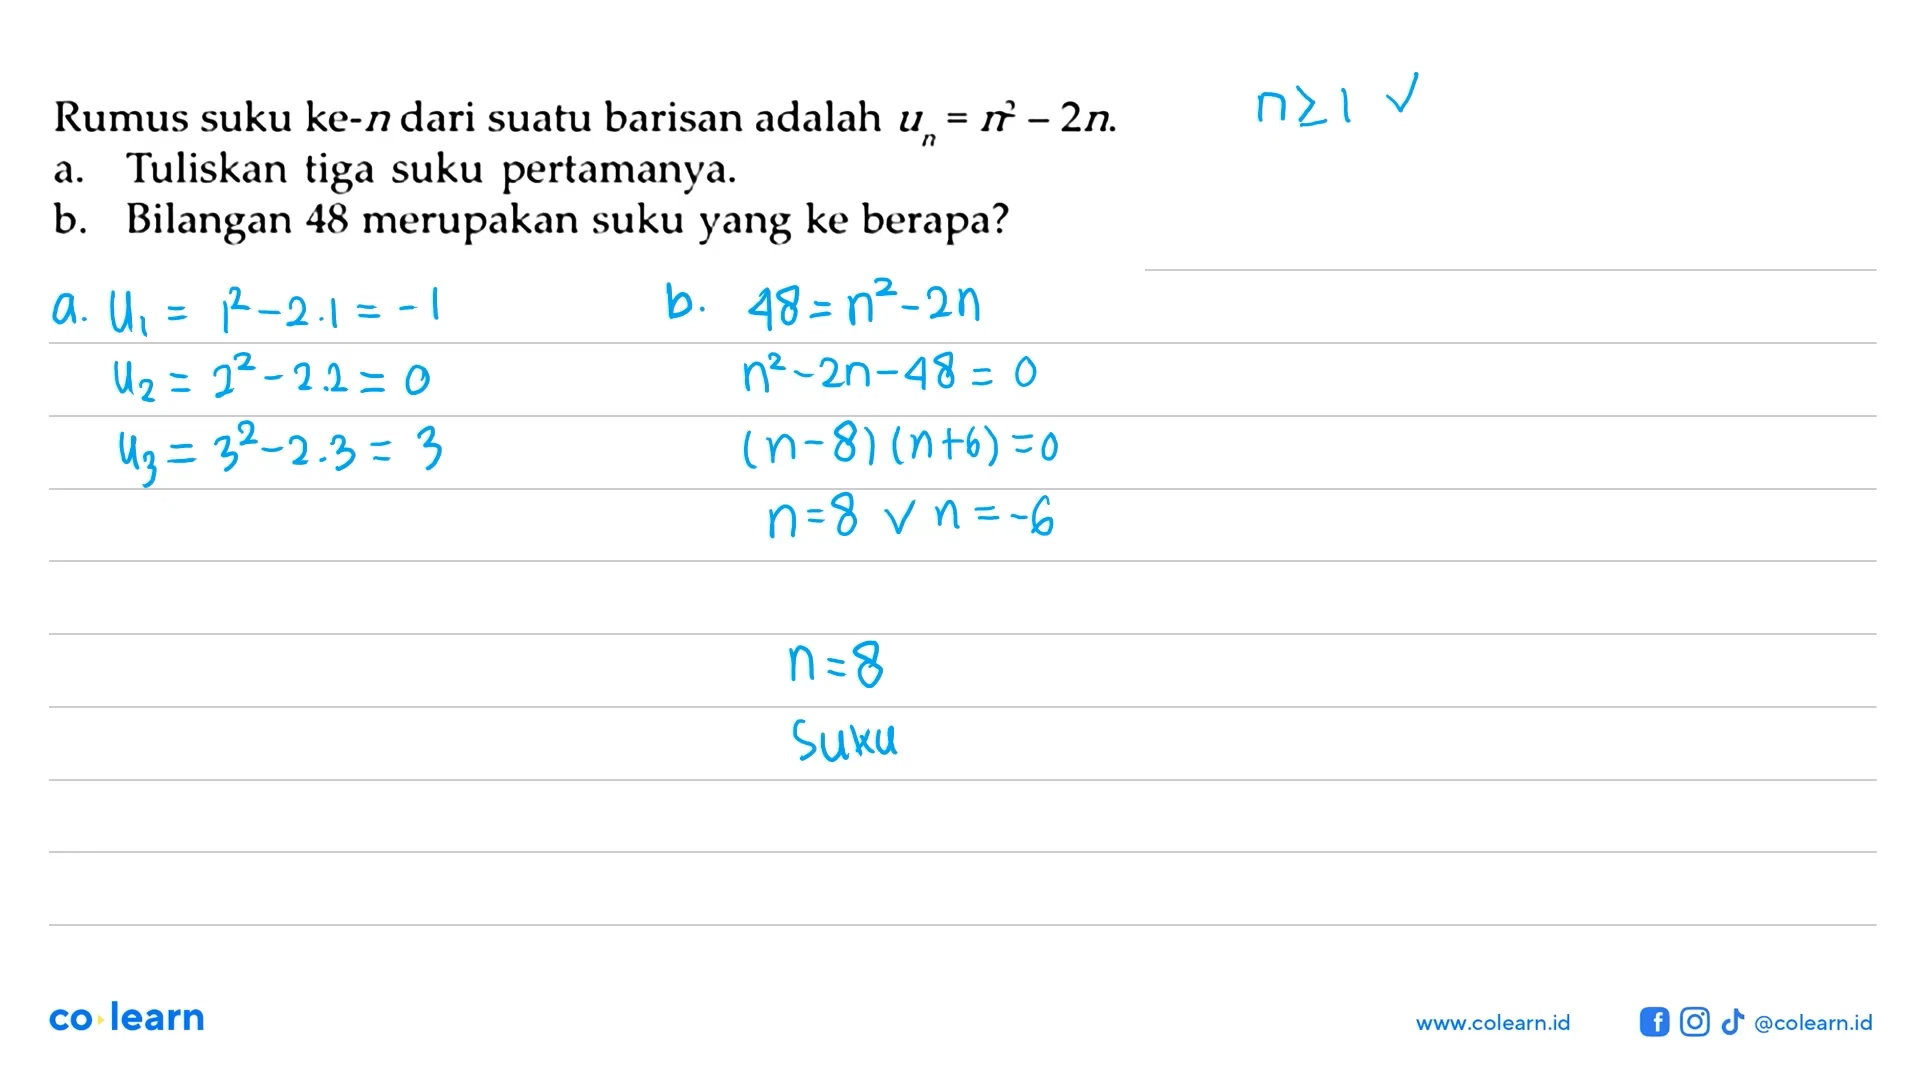 Rumus suku ke-n dari suatu barisan adalah uₙ = n² – 2n.
n ≥ 1 ✓
a. Tuliskan tiga suku pertamanya.
b. Bilangan 48 merupakan suku yang ke berapa?
a. U₁ = 1² – 2.1 = –1
U₂ = 2² – 2.2 = 0
U₃ = 3² – 2.3 = 3
b. 48 = n² – 2n
n² – 2n – 48 = 0
(n – 8) (n + 6) = 0
n = 8 ∨ n = –6
n = 8
Suku
co learn
www.colearn.id
@colearn.id